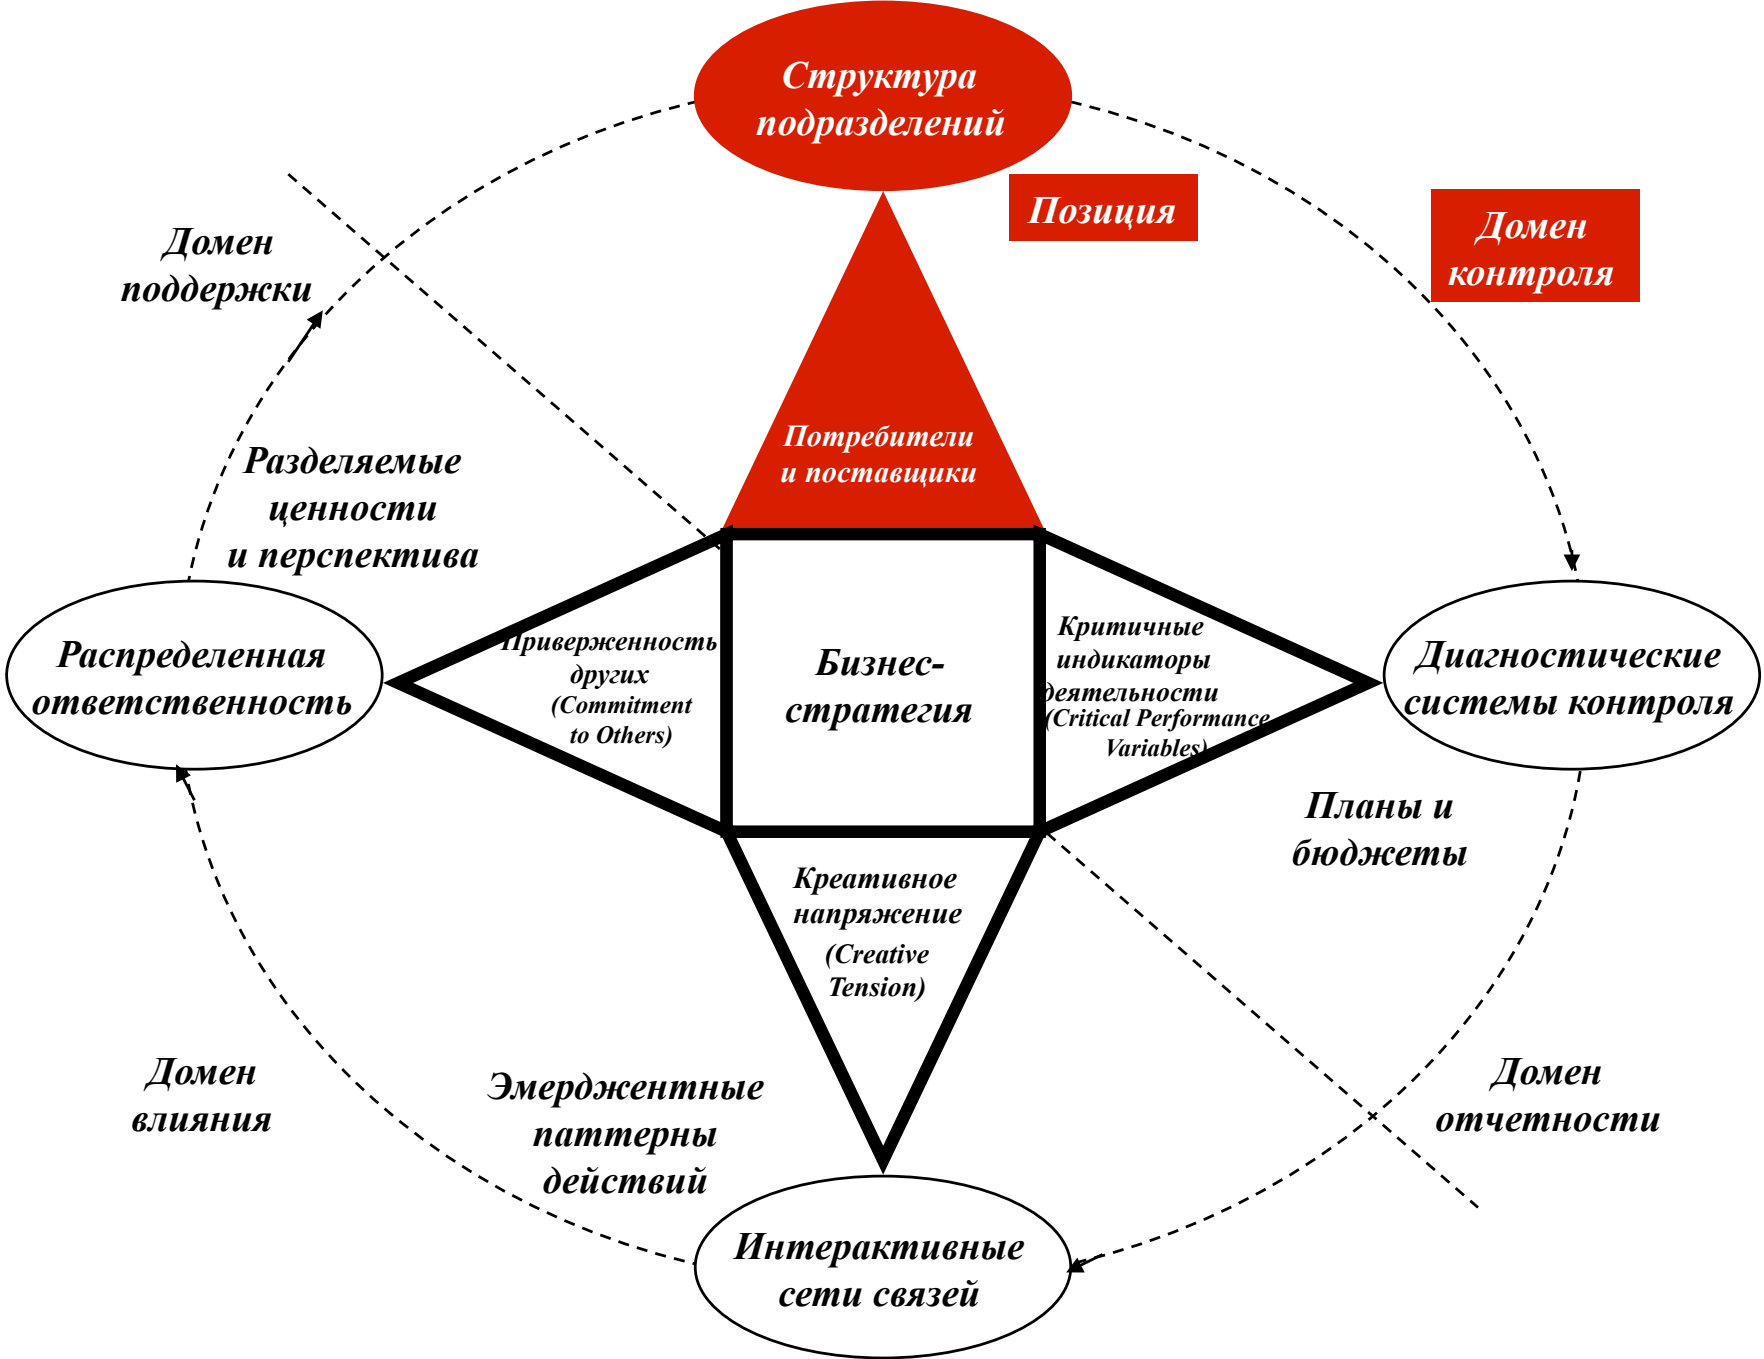 Структура
подразделений
Позиция
Домен
контроля
Домен
поддержки
Потребители
и поставщики
Разделяемые
ценности
и перспектива
Распределенная
ответственность
Приверженность
других
(Commitment
to Others)
Бизнес-
стратегия
Критичные
индикаторы
деятельности
(Critical Performance
Variables)
Диагностические
системы контроля
Планы и
бюджеты
Креативное
напряжение
(Creative
Tension)
Домен
влияния
Эмерджентные
паттерны
действий
Домен
отчетности
Интерактивные
сети связей